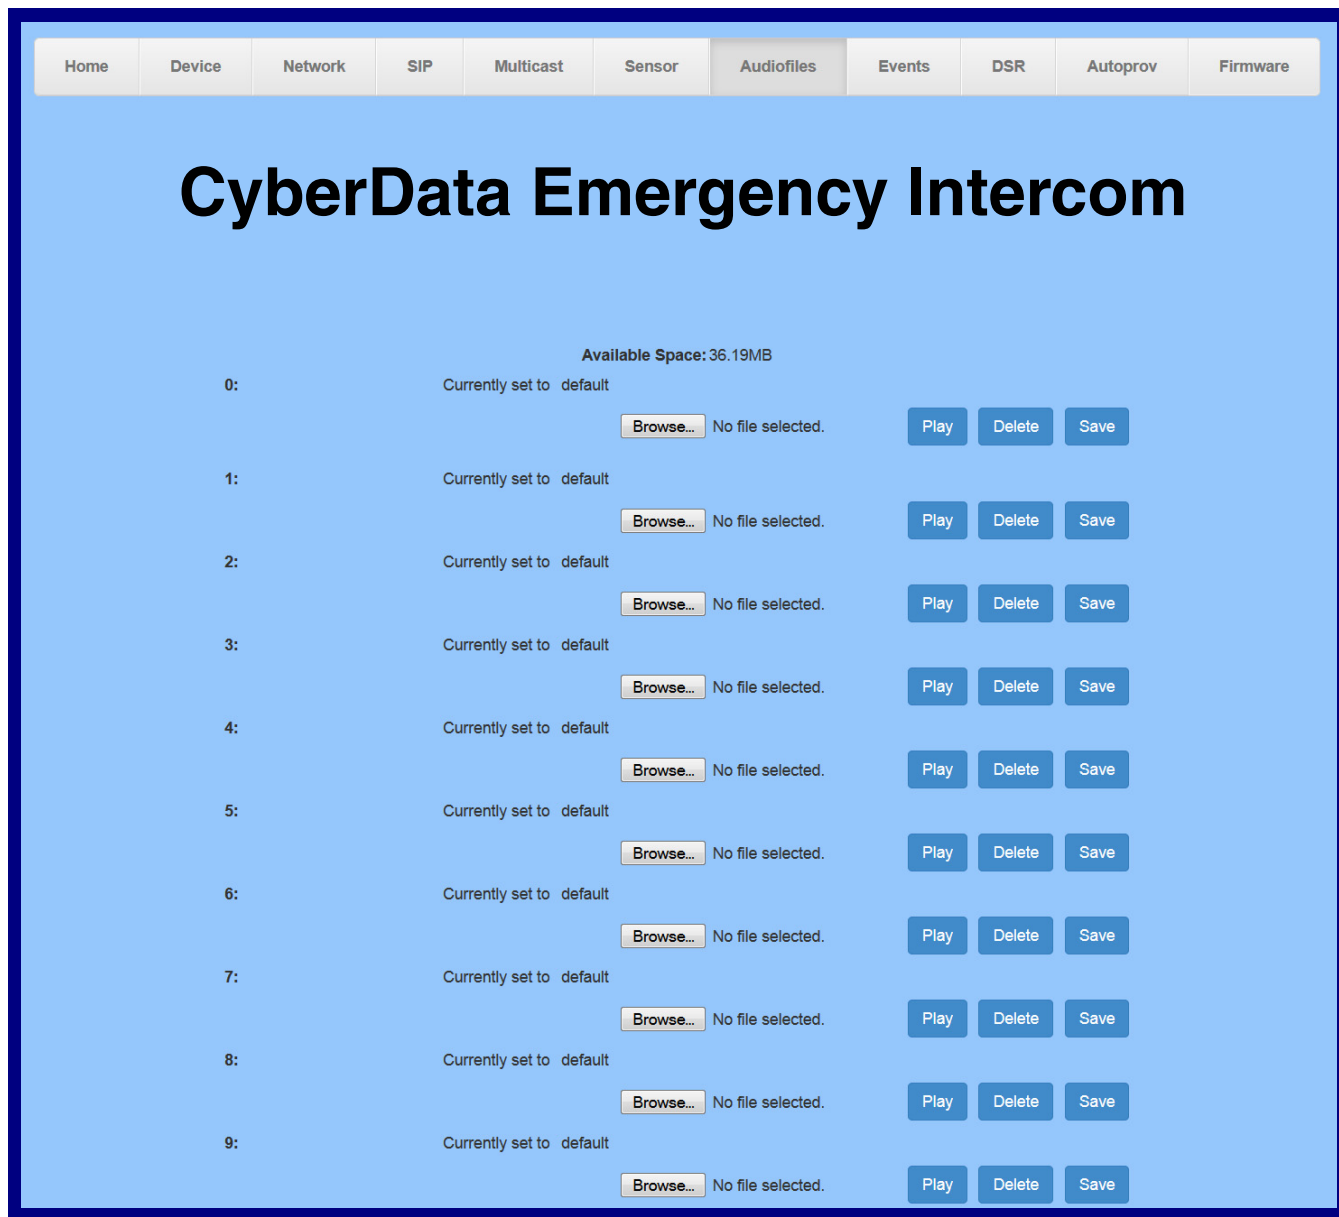 Home Device Network SIP Multicast Sensor Audiofiles Events DSR Autoprov Firmware
CyberData Emergency Intercom
Available Space: 36.19MB
0: Currently set to default
Browse... No file selected. Play Delete Save
1: Currently set to default
Browse... No file selected. Play Delete Save
2: Currently set to default
Browse... No file selected. Play Delete Save
3: Currently set to default
Browse... No file selected. Play Delete Save
4: Currently set to default
Browse... No file selected. Play Delete Save
5: Currently set to default
Browse... No file selected. Play Delete Save
6: Currently set to default
Browse... No file selected. Play Delete Save
7: Currently set to default
Browse... No file selected. Play Delete Save
8: Currently set to default
Browse... No file selected. Play Delete Save
9: Currently set to default
Browse... No file selected. Play Delete Save